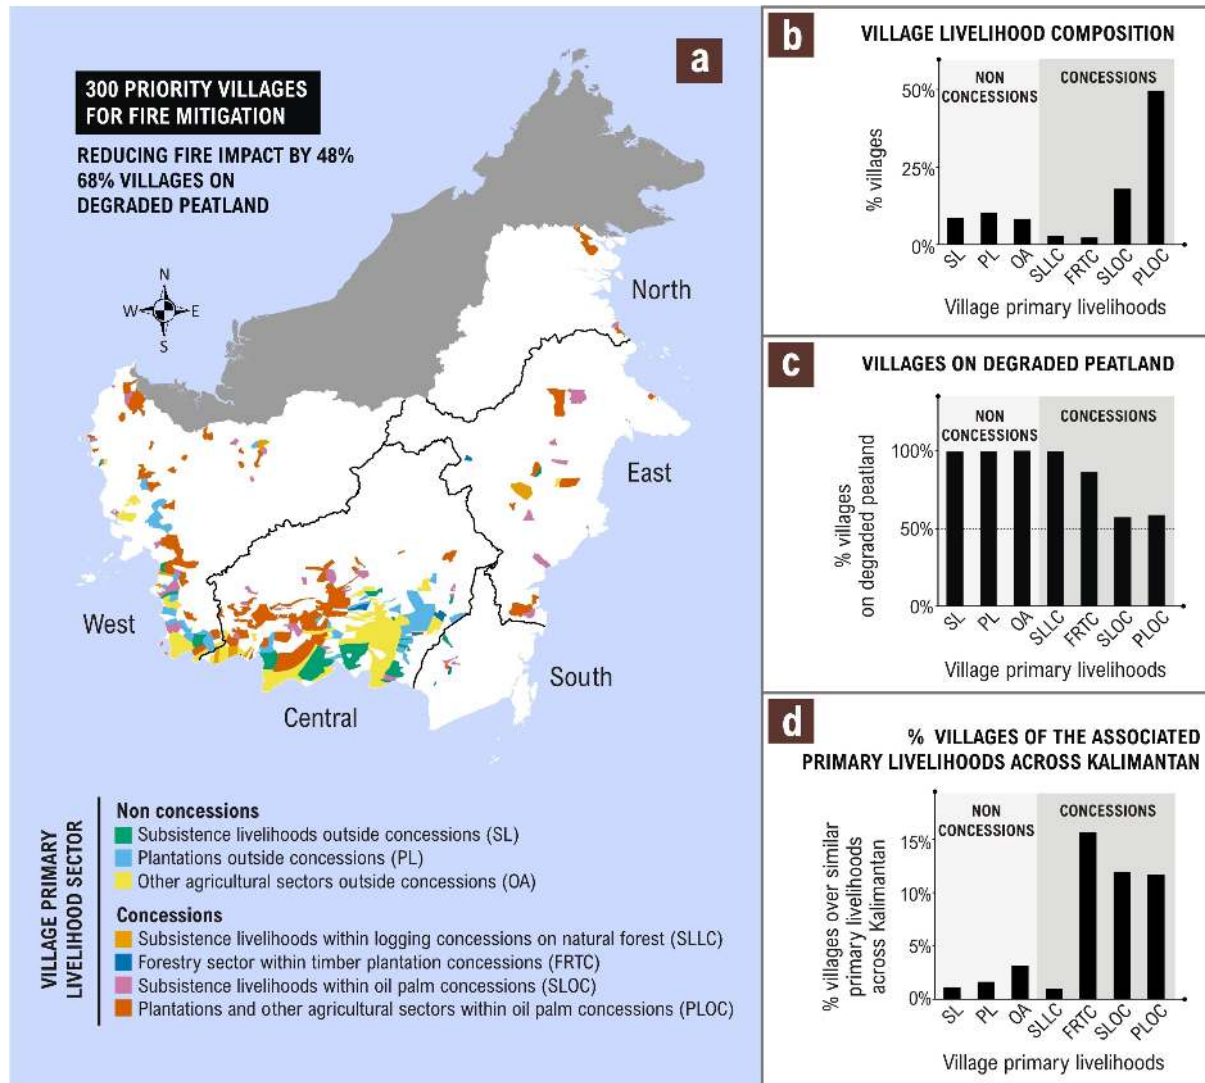 a
300 PRIORITY VILLAGES
FOR FIRE MITIGATION
REDUCING FIRE IMPACT BY 48%
68% VILLAGES ON
DEGRADED PEATLAND
N
W
E
S
North
East
West
South
Central
VILLAGE PRIMARY
LIVELIHOOD SECTOR
Non concessions
Subsistence livelihoods outside concessions (SL)
Plantations outside concessions (PL)
Other agricultural sectors outside concessions (OA)
Concessions
Subsistence livelihoods within logging concessions on natural forest (SLLC)
Forestry sector within timber plantation concessions (FRTC)
Subsistence livelihoods within oil palm concessions (SLOC)
Plantations and other agricultural sectors within oil palm concessions (PLOC)
b
VILLAGE LIVELIHOOD COMPOSITION
NON
CONCESSIONS
CONCESSIONS
% villages
50%
25%
0%
SL
PL
OA
SLLC
FRTC
SLOC
PLOC
Village primary livelihoods
c
VILLAGES ON DEGRADED PEATLAND
NON
CONCESSIONS
CONCESSIONS
% villages
on degraded peatland
100%
50%
0%
SL
PL
OA
SLLC
FRTC
SLOC
PLOC
Village primary livelihoods
d
% VILLAGES OF THE ASSOCIATED
PRIMARY LIVELIHOODS ACROSS KALIMANTAN
NON
CONCESSIONS
CONCESSIONS
% villages over similar
primary livelihoods
across Kalimantan
15%
10%
5%
0%
SL
PL
OA
SLLC
FRTC
SLOC
PLOC
Village primary livelihoods